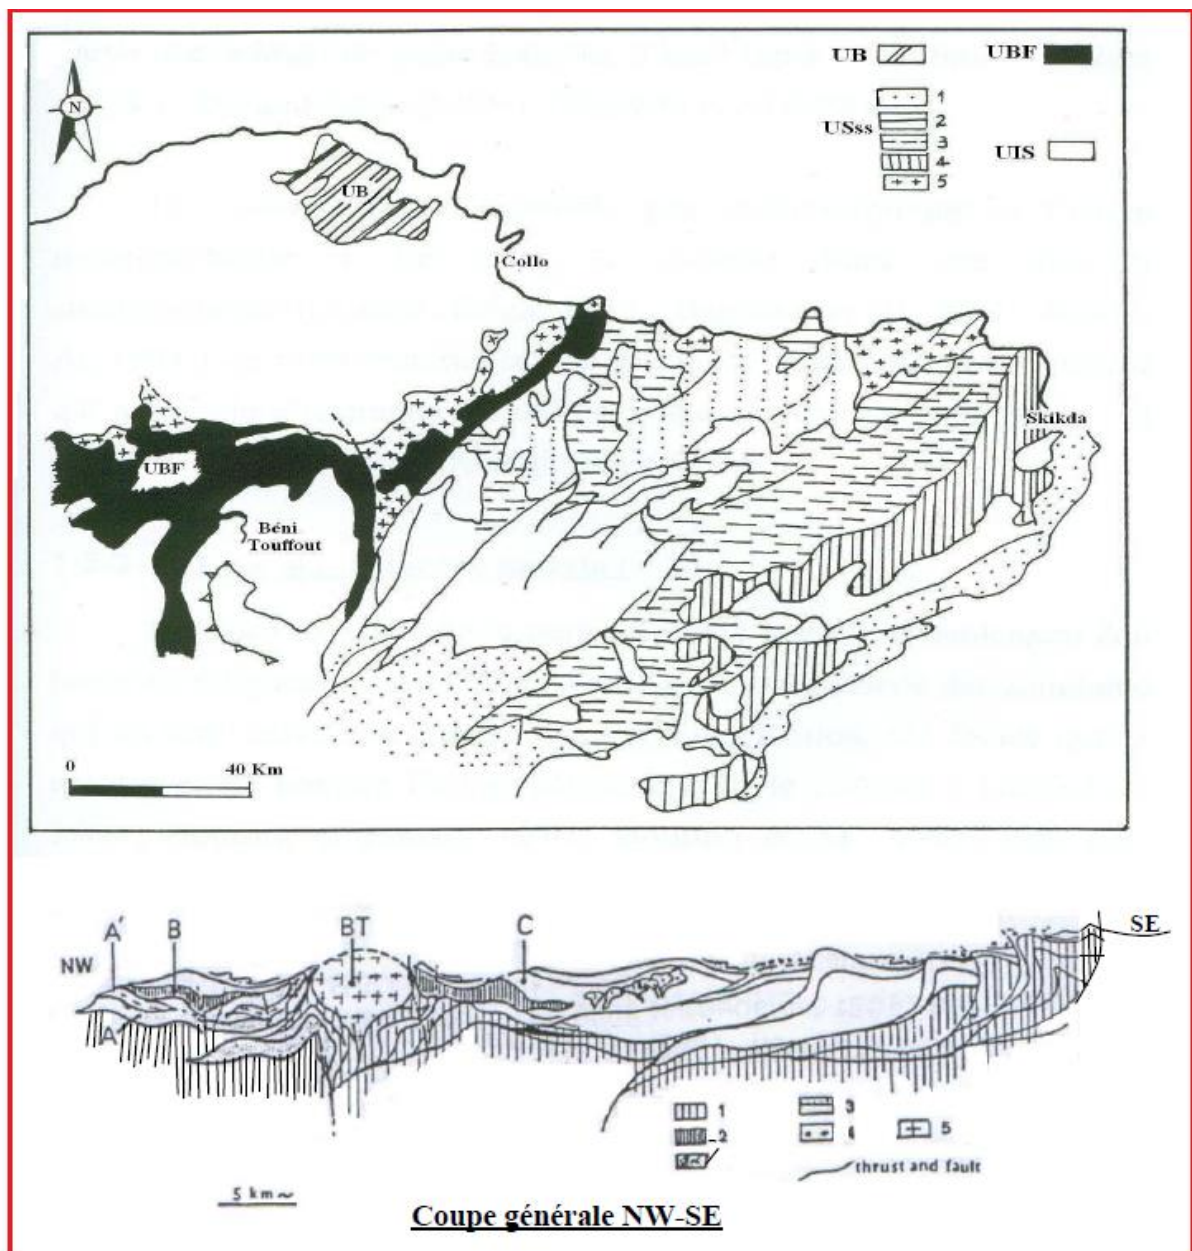 UB UBF
1
USss 2
3 UIS
4
5
N
UB
Collo
Skikda
UBF
Béni
Touffout
0 40 Km
A' B BT C SE
NW
A
1 3
2 4 5
thrust and fault
5 km ~
Coupe générale NW-SE